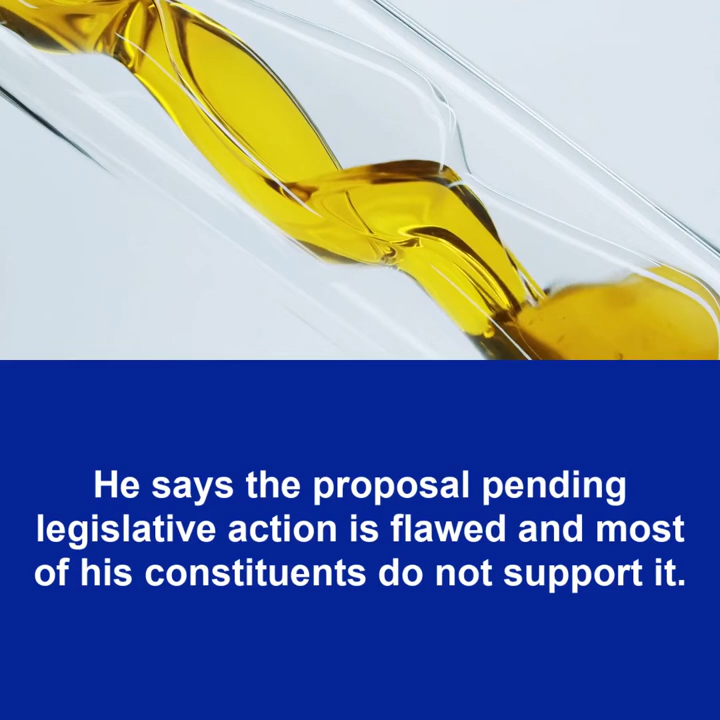 He says the proposal pending
legislative action is flawed and most
of his constituents do not support it.